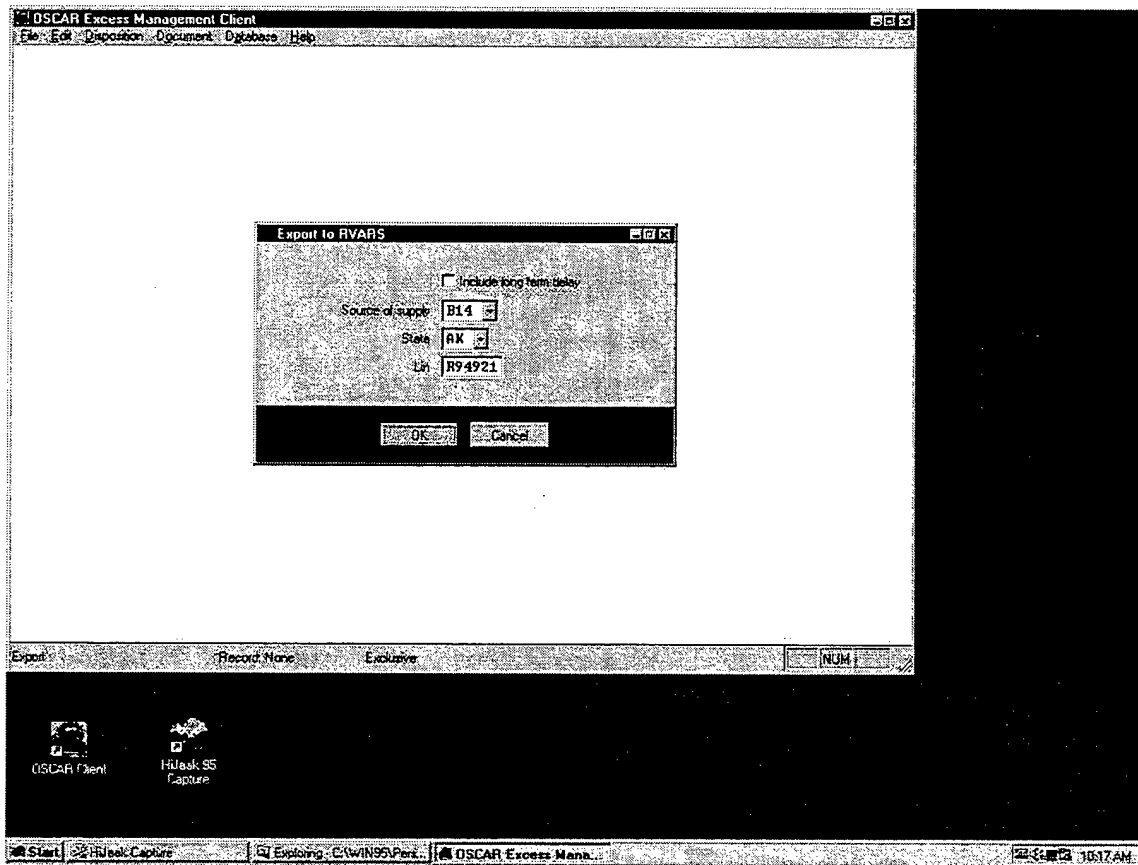 OSCAR Excess Management Client
File Edit Disposition Document Database Help
Export to RVARS
Include long term delay
Source of supply B14
State AK
Lin R94921
OK Cancel
Export Record: None Exclusive NUM
OSCAR Client
HiJaak 95 Capture
Start HiJaak Capture Exploring - C:\WIN95\Pers... OSCAR Excess Mana... 10:17 AM